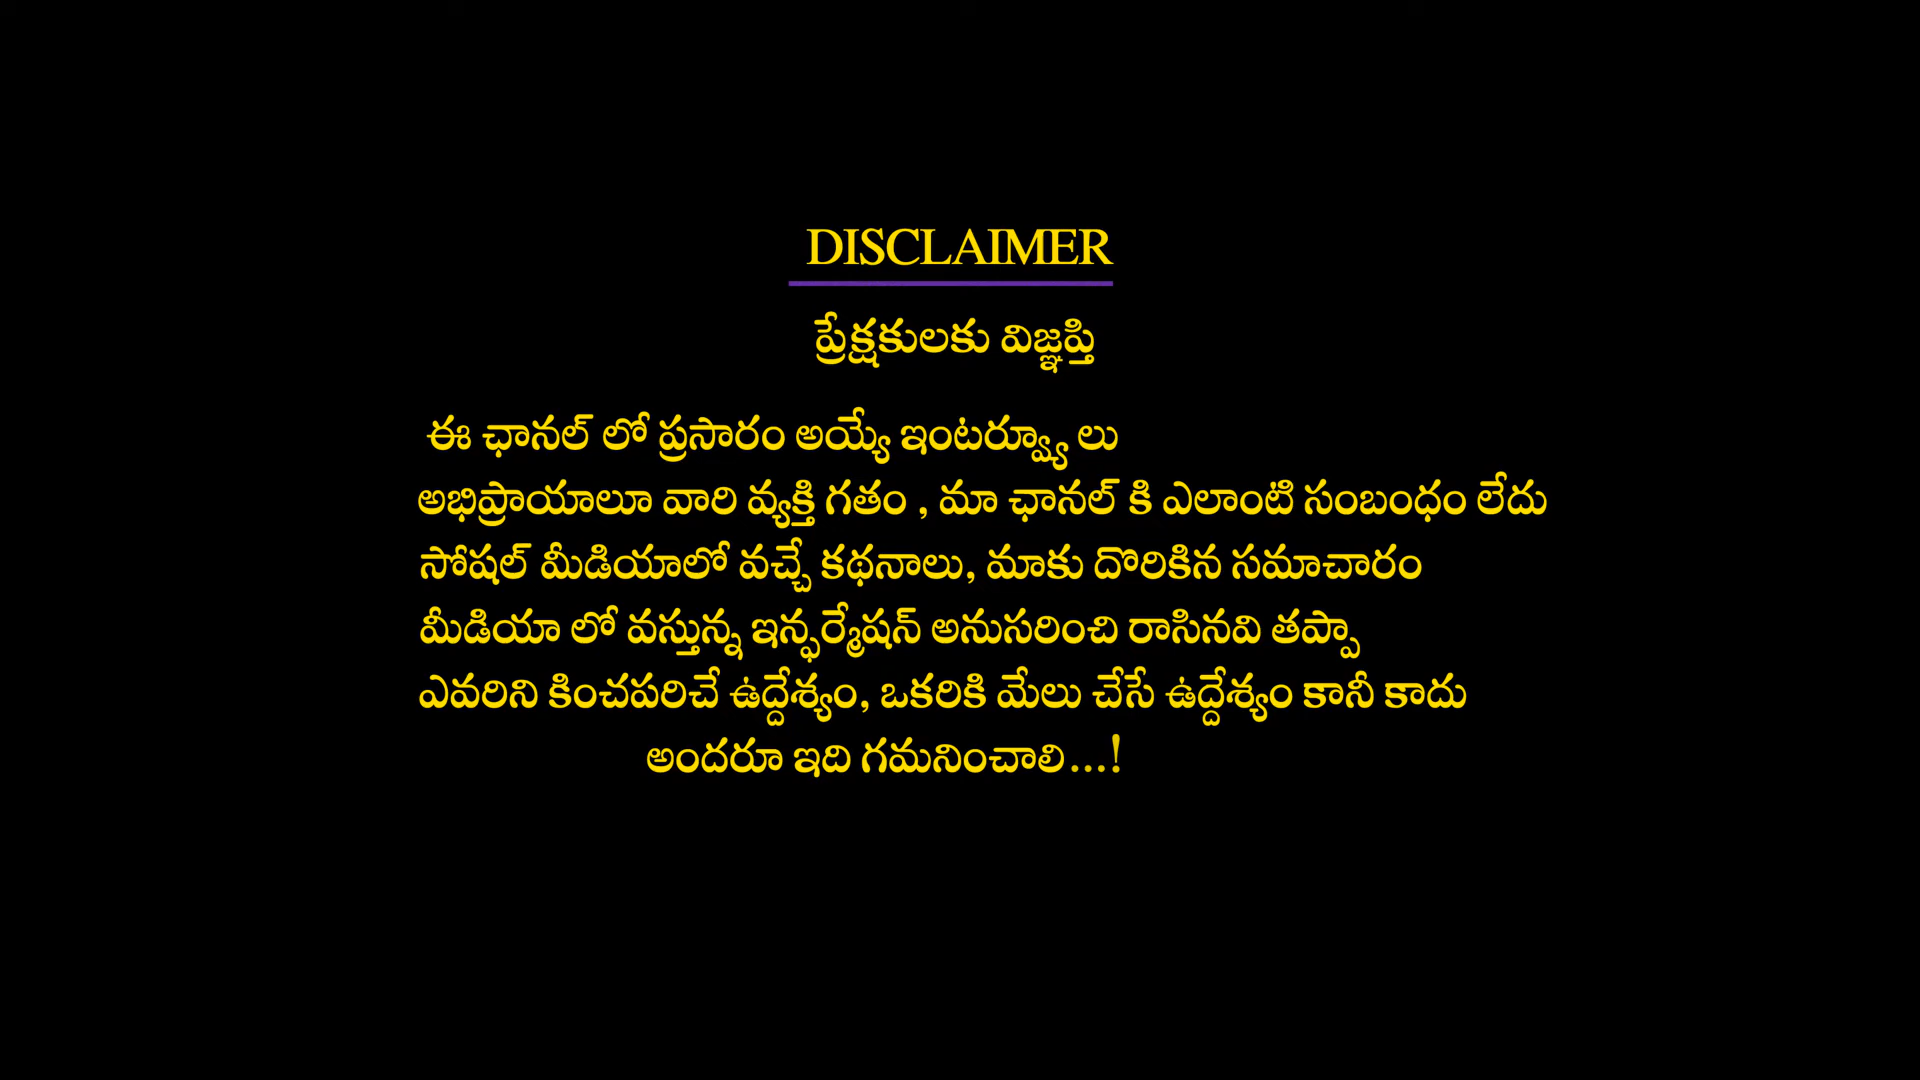 DISCLAIMER
ప్రేక్షకులకు విజ్ఞప్తి
ఈ ఛానల్ లో ప్రసారం అయ్యే ఇంటర్వ్యూ లు
అభిప్రాయాలూ వారి వ్యక్తి గతం , మా ఛానల్ కి ఎలాంటి సంబంధం లేదు
సోషల్ మీడియాలో వచ్చే కథనాలు, మాకు దొరికిన సమాచారం
మీడియా లో వస్తున్న ఇన్ఫర్మేషన్ అనుసరించి రాసినవి తప్పా
ఎవరిని కించపరిచే ఉద్దేశ్యం, ఒకరికి మేలు చేసే ఉద్దేశ్యం కానీ కాదు
అందరూ ఇది గమనించాలి...!